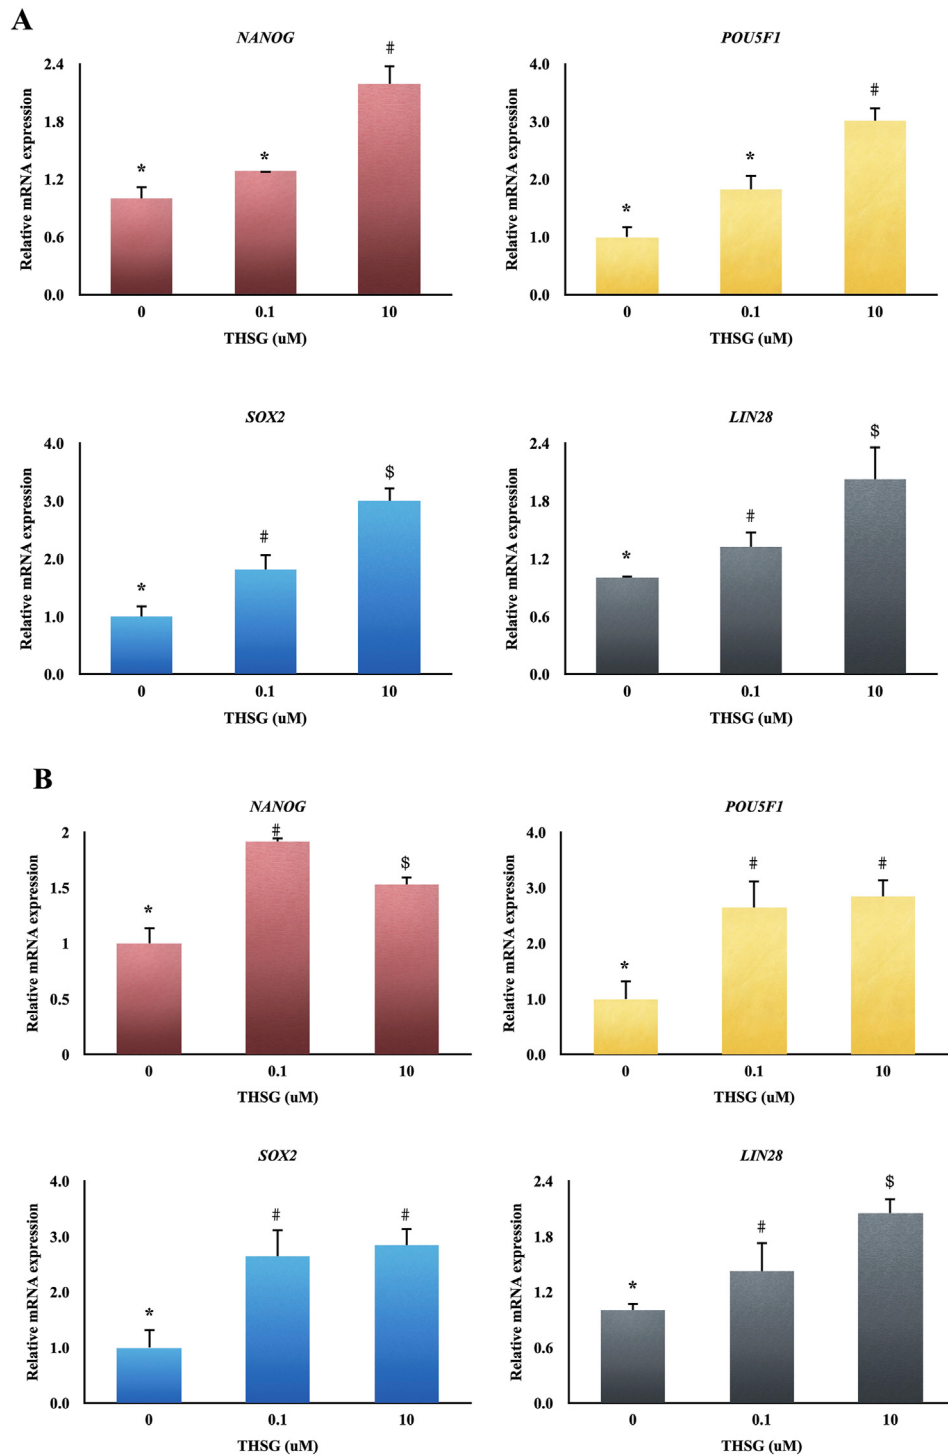 A
NANOG
Relative mRNA expression
2.4
1.8
1.2
0.6
0.0
*
*
#
0 0.1 10
THSG (uM)
POU5F1
Relative mRNA expression
4.0
3.0
2.0
1.0
0.0
*
*
#
0 0.1 10
THSG (uM)
SOX2
Relative mRNA expression
4.0
3.0
2.0
1.0
0.0
*
#
$
0 0.1 10
THSG (uM)
LIN28
Relative mRNA expression
2.4
1.8
1.2
0.6
0.0
*
#
$
0 0.1 10
THSG (uM)
B
NANOG
Relative mRNA expression
2
1.5
1
0.5
0
*
#
$
0 0.1 10
THSG (uM)
POU5F1
Relative mRNA expression
4.0
3.0
2.0
1.0
0.0
*
#
#
0 0.1 10
THSG (uM)
SOX2
Relative mRNA expression
4.0
3.0
2.0
1.0
0.0
*
#
#
0 0.1 10
THSG (uM)
LIN28
Relative mRNA expression
2.4
1.8
1.2
0.6
0.0
*
#
$
0 0.1 10
THSG (uM)